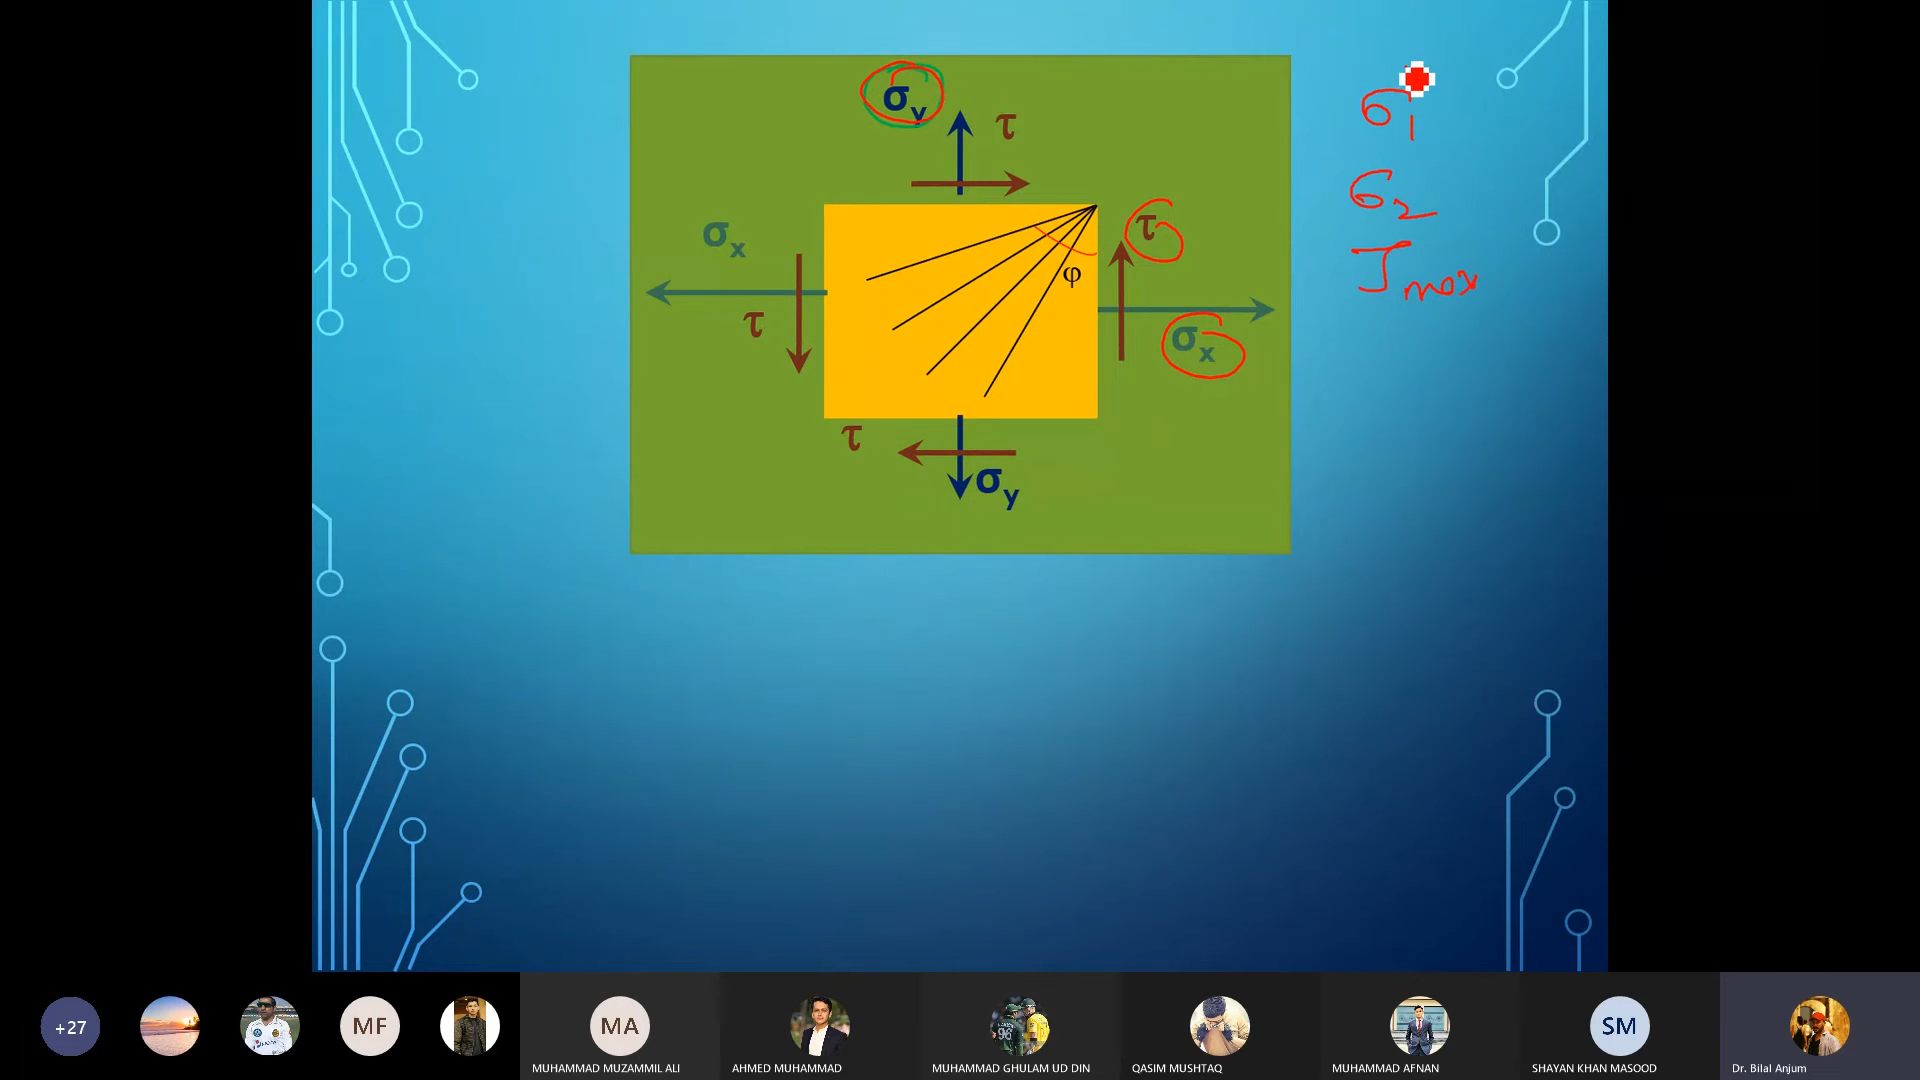 σy
τ
σ1
σx
τ
σ2
φ
τmax
τ
σx
τ
σy
+27
MF
MA
SM
MUHAMMAD MUZAMMIL ALI
AHMED MUHAMMAD
MUHAMMAD GHULAM UD DIN
QASIM MUSHTAQ
MUHAMMAD AFNAN
SHAYAN KHAN MASOOD
Dr. Bilal Anjum